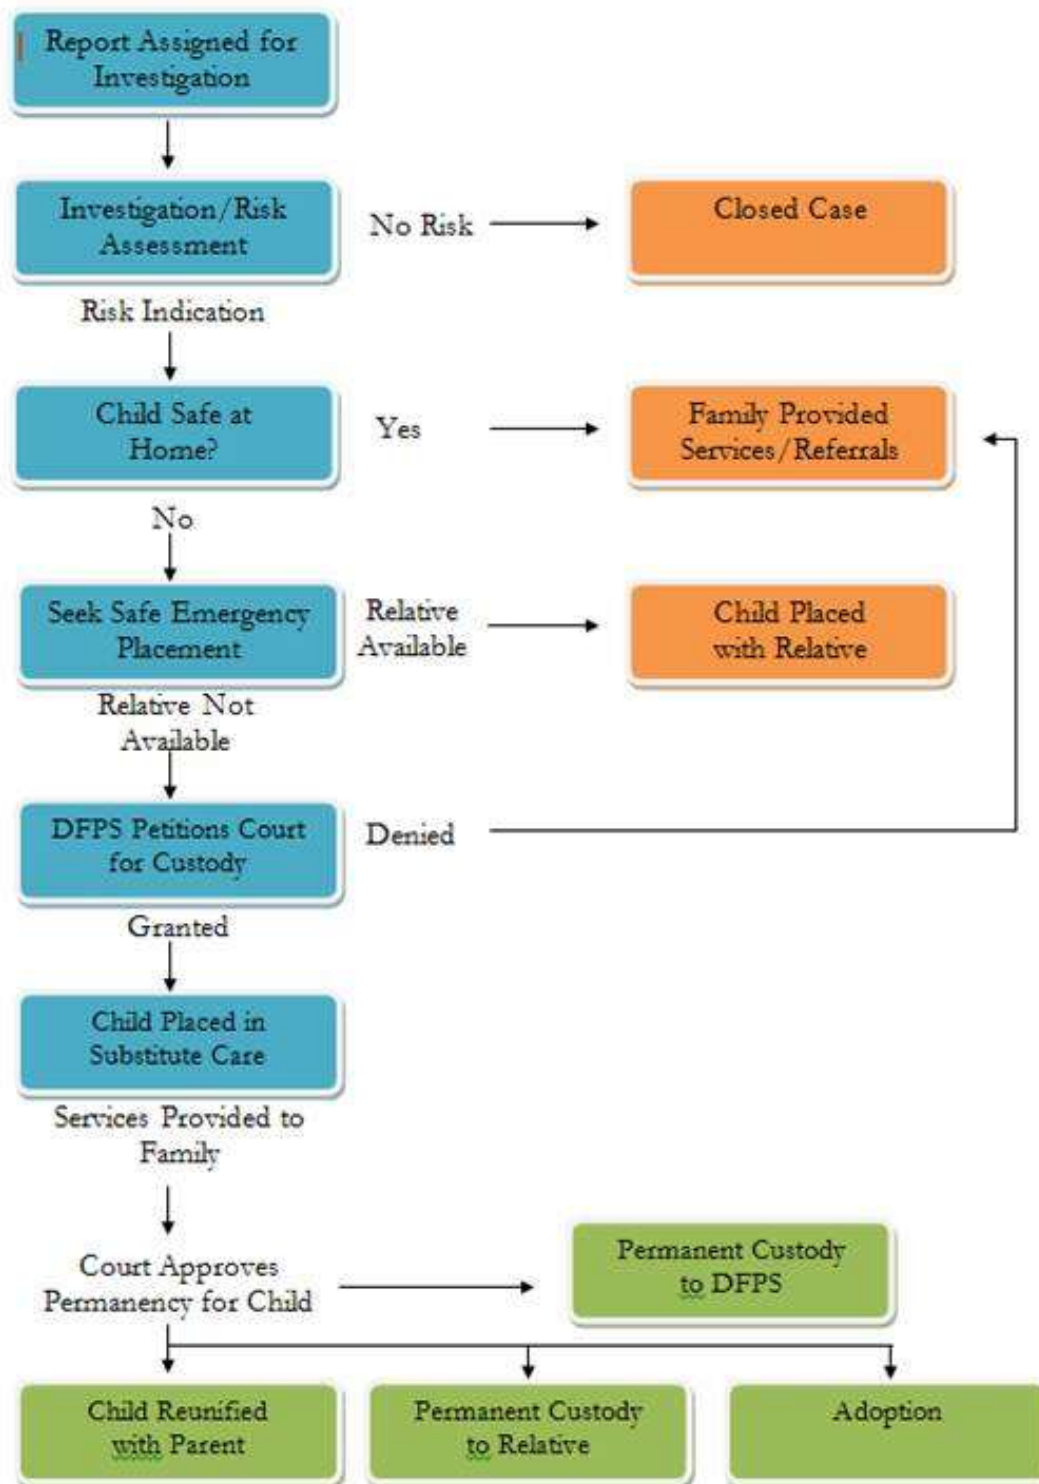 Report Assigned for
Investigation
Investigation/Risk
Assessment
No Risk
Closed Case
Risk Indication
Child Safe at
Home?
Yes
Family Provided
Services/Referrals
No
Seek Safe Emergency
Placement
Relative
Available
Child Placed
with Relative
Relative Not
Available
DFPS Petitions Court
for Custody
Denied
Granted
Child Placed in
Substitute Care
Services Provided to
Family
Court Approves
Permanency for Child
Permanent Custody
to DFPS
Child Reunified
with Parent
Permanent Custody
to Relative
Adoption